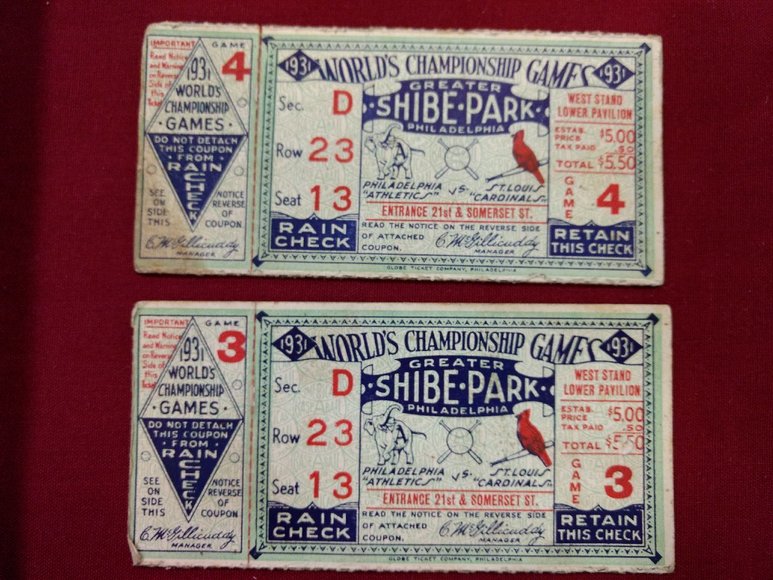 IMPORTANT GAME
Read Notice
and Warning
on Reverse
Side of
this
Ticket
4
1931
WORLD'S
CHAMPIONSHIP
· GAMES ·
DO NOT DETACH
THIS COUPON
· FROM ·
RAIN
CHECK
SEE
ON
SIDE
THIS
NOTICE
REVERSE
OF
COUPON
C. McGillicuddy
MANAGER
1931 WORLD'S CHAMPIONSHIP GAMES 1931
GREATER
· SHIBE · PARK ·
PHILADELPHIA
Sec. D
Row 23
Seat 13
A
PHILADELPHIA "ATHLETICS" VS. ST. LOUIS "CARDINALS"
ENTRANCE 21st & SOMERSET ST.
RAIN
CHECK
READ THE NOTICE ON THE REVERSE SIDE
OF ATTACHED
COUPON.
C. McGillicuddy
MANAGER
WEST STAND
LOWER PAVILION
ESTAB. PRICE $5.00
TAX PAID .50
TOTAL $5.50
GAME
4
RETAIN
THIS CHECK
GLOBE TICKET COMPANY, PHILADELPHIA
IMPORTANT GAME
Read Notice
and Warning
on Reverse
Side of
this
Ticket
3
1931
WORLD'S
CHAMPIONSHIP
· GAMES ·
DO NOT DETACH
THIS COUPON
· FROM ·
RAIN
CHECK
SEE
ON
SIDE
THIS
NOTICE
REVERSE
OF
COUPON
C. McGillicuddy
MANAGER
1931 WORLD'S CHAMPIONSHIP GAMES 1931
GREATER
· SHIBE · PARK ·
PHILADELPHIA
Sec. D
Row 23
Seat 13
A
PHILADELPHIA "ATHLETICS" VS. ST. LOUIS "CARDINALS"
ENTRANCE 21st & SOMERSET ST.
RAIN
CHECK
READ THE NOTICE ON THE REVERSE SIDE
OF ATTACHED
COUPON.
C. McGillicuddy
MANAGER
WEST STAND
LOWER PAVILION
ESTAB. PRICE $5.00
TAX PAID .50
TOTAL $5.50
GAME
3
RETAIN
THIS CHECK
GLOBE TICKET COMPANY, PHILADELPHIA